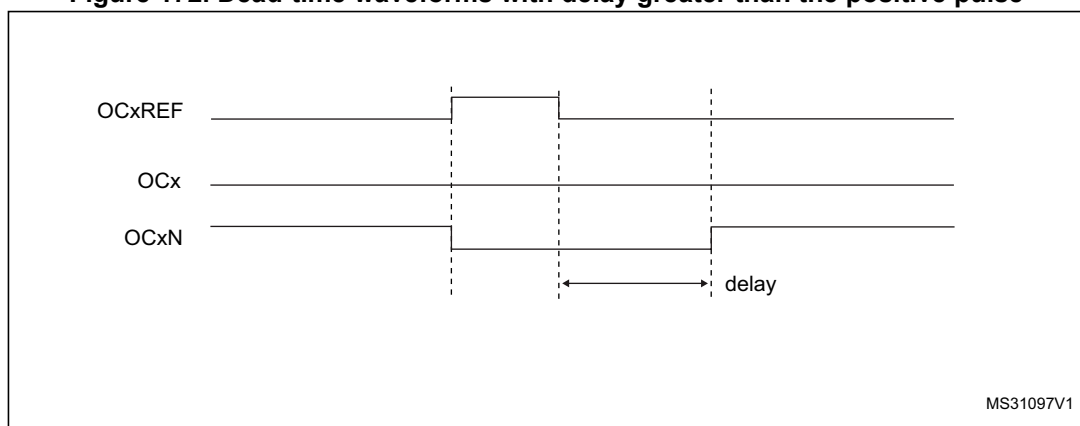 Figure 172. Dead-time waveforms with delay greater than the positive pulse
OCxREF
OCx
OCxN
delay
MS31097V1